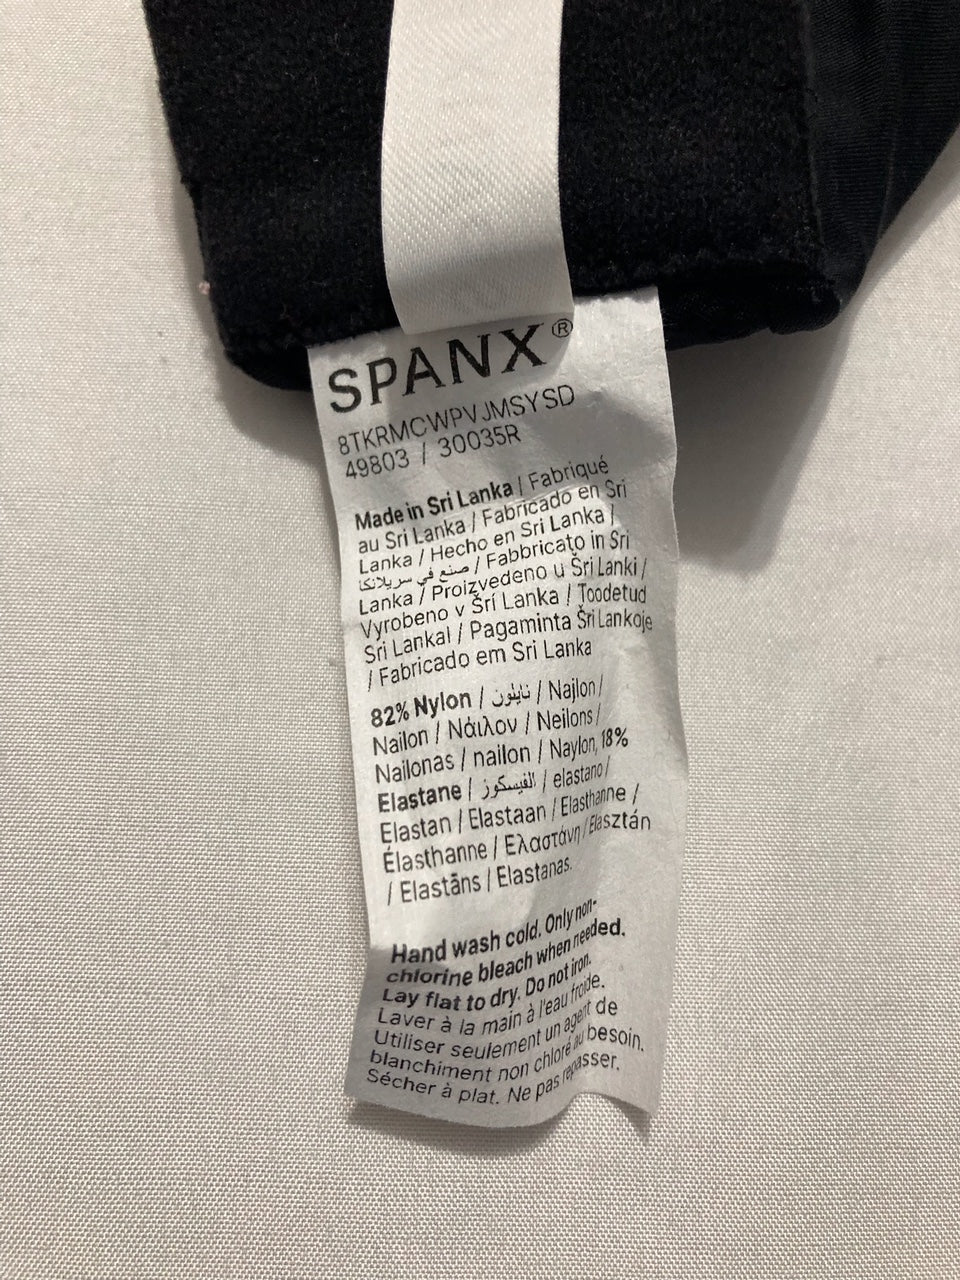 SPANX®
8TKRMCWPVJMSYSD
49803 / 30035R
Made in Sri Lanka / Fabriqué
au Sri Lanka / Fabricado en Sri
Lanka / Hecho en Sri Lanka /
صنع في سريلانكا / Fabbricato in Sri
Lanka / Proizvedeno u Šri Lanki /
Vyrobeno v Šrí Lanka / Toodetud
Sri Lankal / Pagaminta Šri Lankoje
/ Fabricado em Sri Lanka
82% Nylon / نايلون / Najlon /
Nailon / Νάιλον / Neilons /
Nailonas / nailon / Naylon, 18%
Elastane / الفيسكوز / elastano /
Elastan / Elastaan / Elasthanne /
Élasthanne / Ελαστάνη / Elasztán
/ Elastāns / Elastanas.
Hand wash cold. Only non-
chlorine bleach when needed.
Lay flat to dry. Do not iron.
Laver à la main à l'eau froide.
Utiliser seulement un agent de
blanchiment non chloré au besoin.
Sécher à plat. Ne pas repasser.